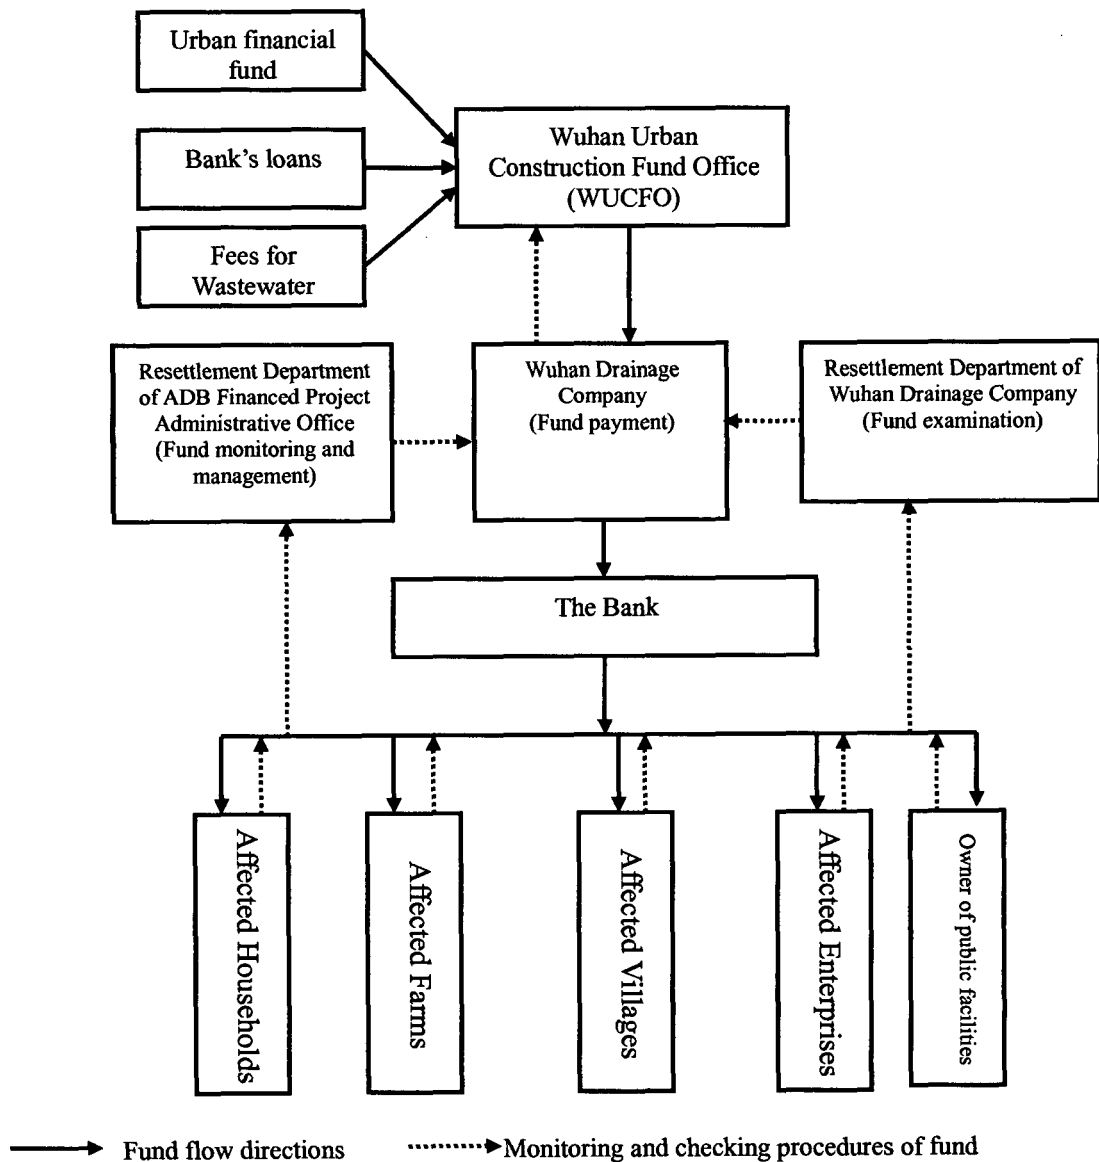 Urban financial
fund
Bank's loans
Fees for
Wastewater
Wuhan Urban
Construction Fund Office
(WUCFO)
Resettlement Department
of ADB Financed Project
Administrative Office
(Fund monitoring and
management)
Wuhan Drainage
Company
(Fund payment)
Resettlement Department of
Wuhan Drainage Company
(Fund examination)
The Bank
Affected Households
Affected Farms
Affected Villages
Affected Enterprises
Owner of public
facilities
Fund flow directions
Monitoring and checking procedures of fund